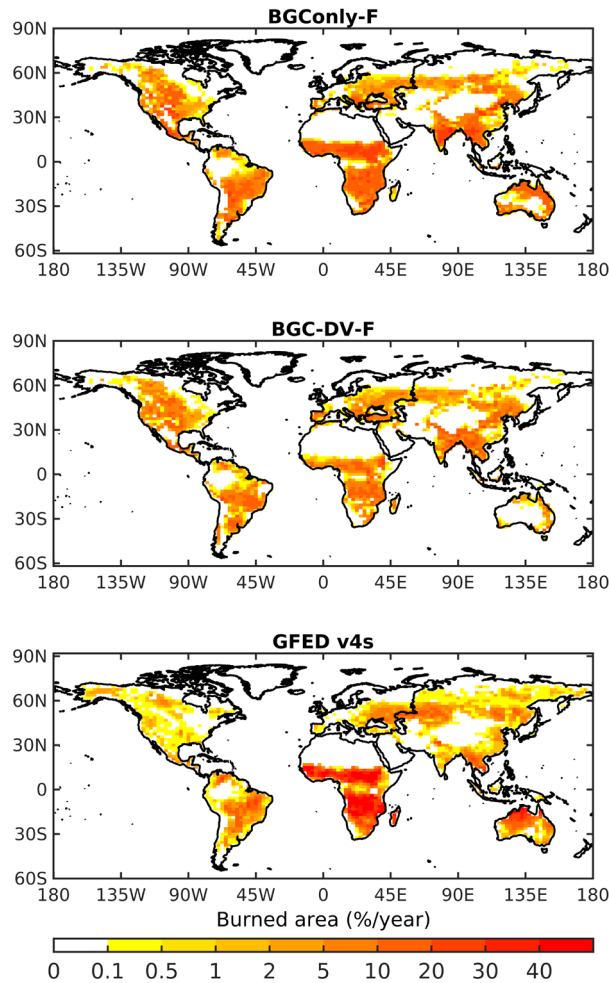 BGConly-F
90N
60N
30N
0
30S
60S
180 135W 90W 45W 0 45E 90E 135E 180
BGC-DV-F
90N
60N
30N
0
30S
60S
180 135W 90W 45W 0 45E 90E 135E 180
GFED v4s
90N
60N
30N
0
30S
60S
180 135W 90W 45W 0 45E 90E 135E 180
Burned area (%/year)
0 0.1 0.5 1 2 5 10 20 30 40